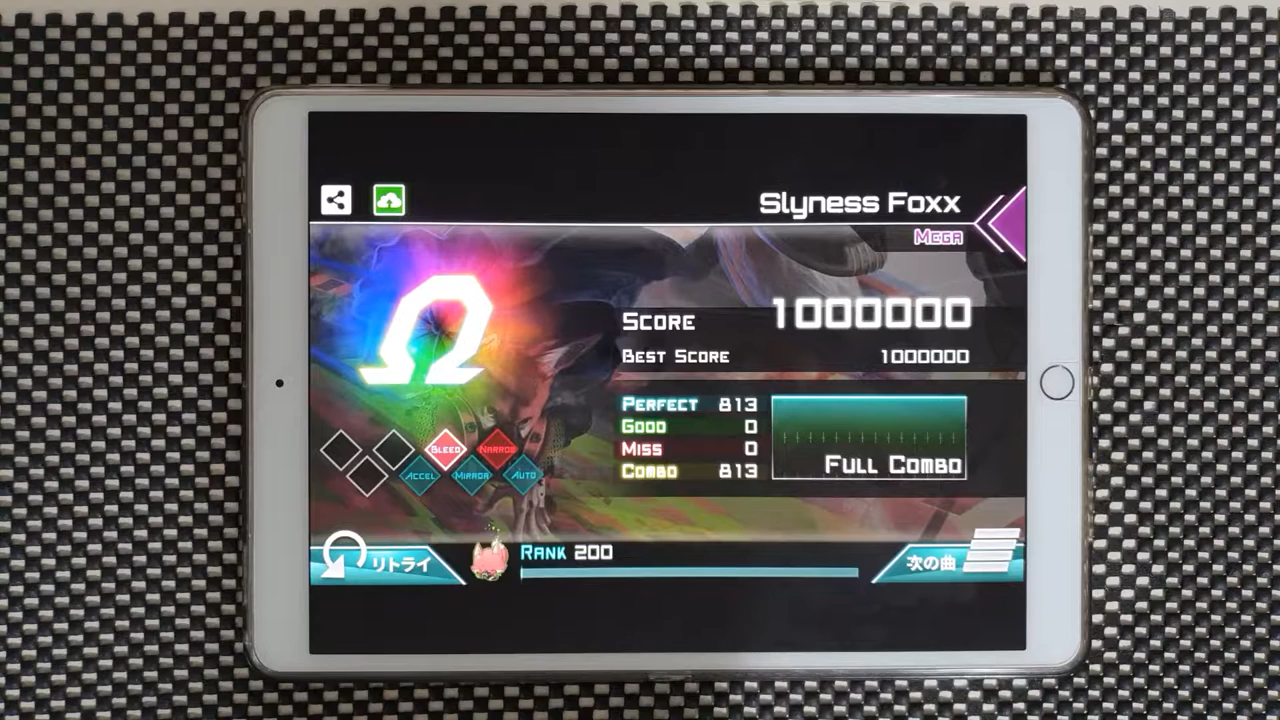 Slyness Foxx
MEGA
Ω
SCORE 1000000
BEST SCORE 1000000
PERFECT 813
GOOD 0
MISS 0
COMBO 813
FULL COMBO
BLEED NARROW
ACCEL MIRROR AUTO
リトライ
RANK 200
次の曲